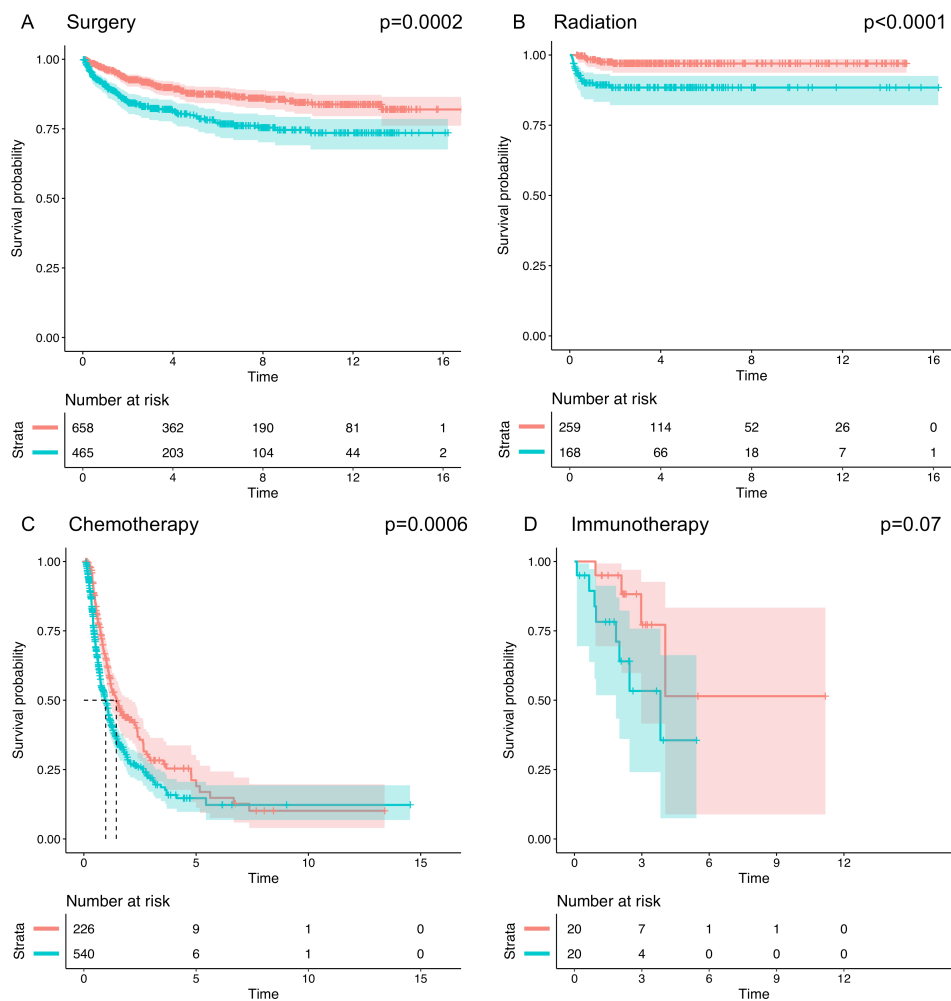 A Surgery p=0.0002
1.00
0.75
0.50
0.25
0.00
Survival probability
0 4 8 12 16
Time
Number at risk
Strata
658 362 190 81 1
465 203 104 44 2
0 4 8 12 16
Time
B Radiation p<0.0001
1.00
0.75
0.50
0.25
0.00
Survival probability
0 4 8 12 16
Time
Number at risk
Strata
259 114 52 26 0
168 66 18 7 1
0 4 8 12 16
Time
C Chemotherapy p=0.0006
1.00
0.75
0.50
0.25
0.00
Survival probability
0 5 10 15
Time
Number at risk
Strata
226 9 1 0
540 6 1 0
0 5 10 15
Time
D Immunotherapy p=0.07
1.00
0.75
0.50
0.25
0.00
Survival probability
0 3 6 9 12
Time
Number at risk
Strata
20 7 1 1 0
20 4 0 0 0
0 3 6 9 12
Time